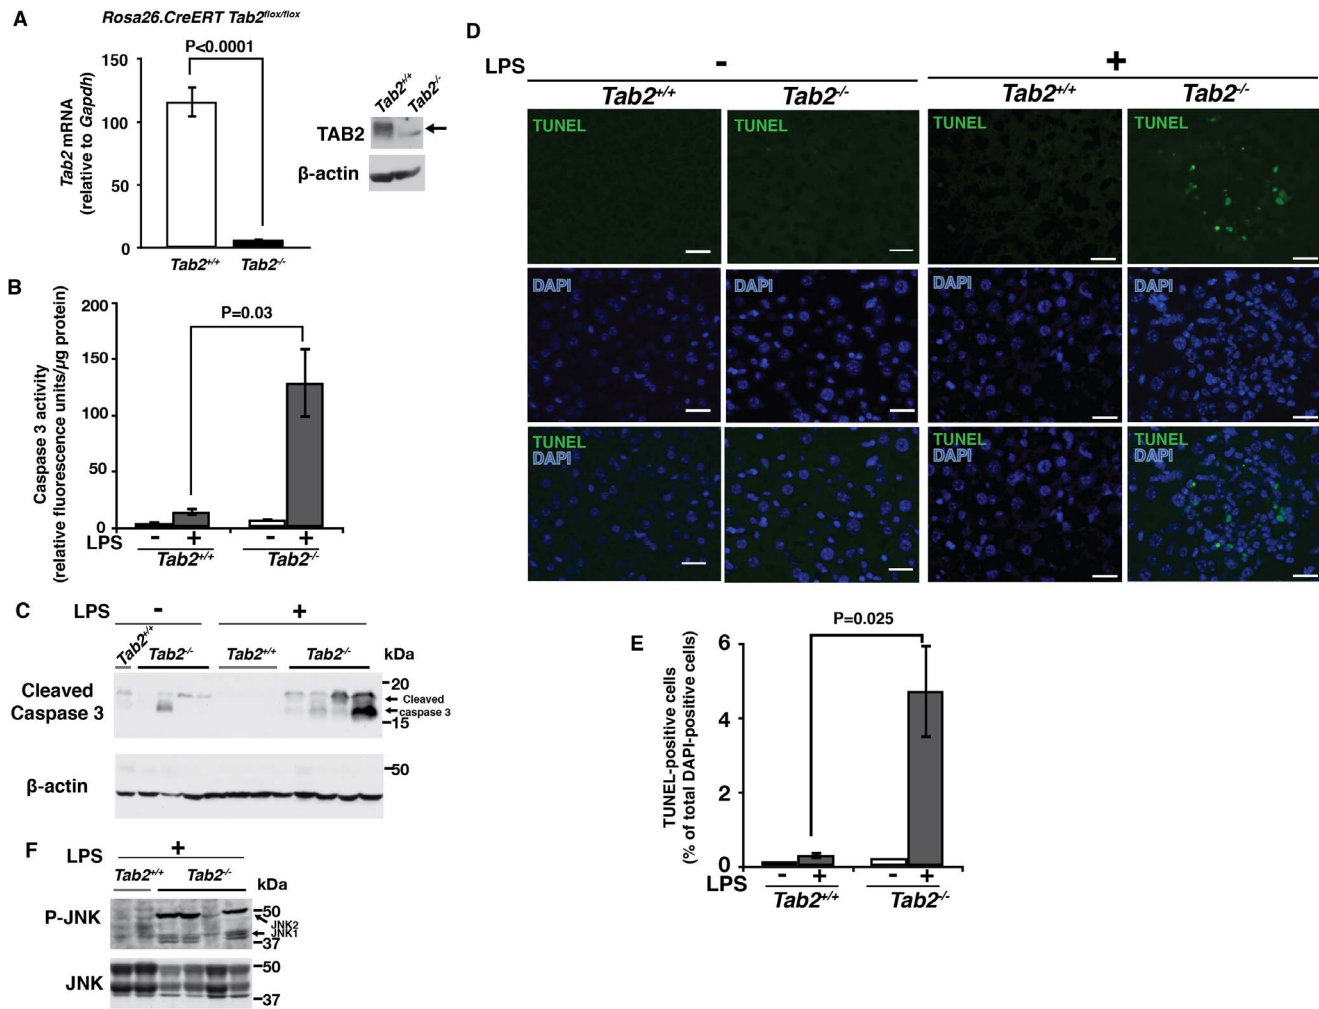 A
Rosa26.CreERT Tab2flox/flox
P<0.0001
150
100
50
0
Tab2 mRNA
(relative to Gapdh)
Tab2+/+ Tab2-/-
Tab2+/+ Tab2-/-
TAB2
β-actin
B
P=0.03
200
150
100
50
0
Caspase 3 activity
(relative fluorescence units/µg protein)
LPS - + - +
Tab2+/+ Tab2-/-
C
LPS - +
Tab2+/+ Tab2-/- Tab2+/+ Tab2-/- kDa
Cleaved
Caspase 3
20
Cleaved
caspase 3
15
β-actin
50
F
LPS +
Tab2+/+ Tab2-/- kDa
P-JNK
50
JNK2
JNK1
37
JNK
50
37
D
LPS - +
Tab2+/+ Tab2-/- Tab2+/+ Tab2-/-
TUNEL TUNEL TUNEL TUNEL
DAPI DAPI DAPI DAPI
TUNEL TUNEL TUNEL TUNEL
DAPI DAPI DAPI DAPI
E
P=0.025
6
4
2
0
TUNEL-positive cells
(% of total DAPI-positive cells)
LPS - + - +
Tab2+/+ Tab2-/-